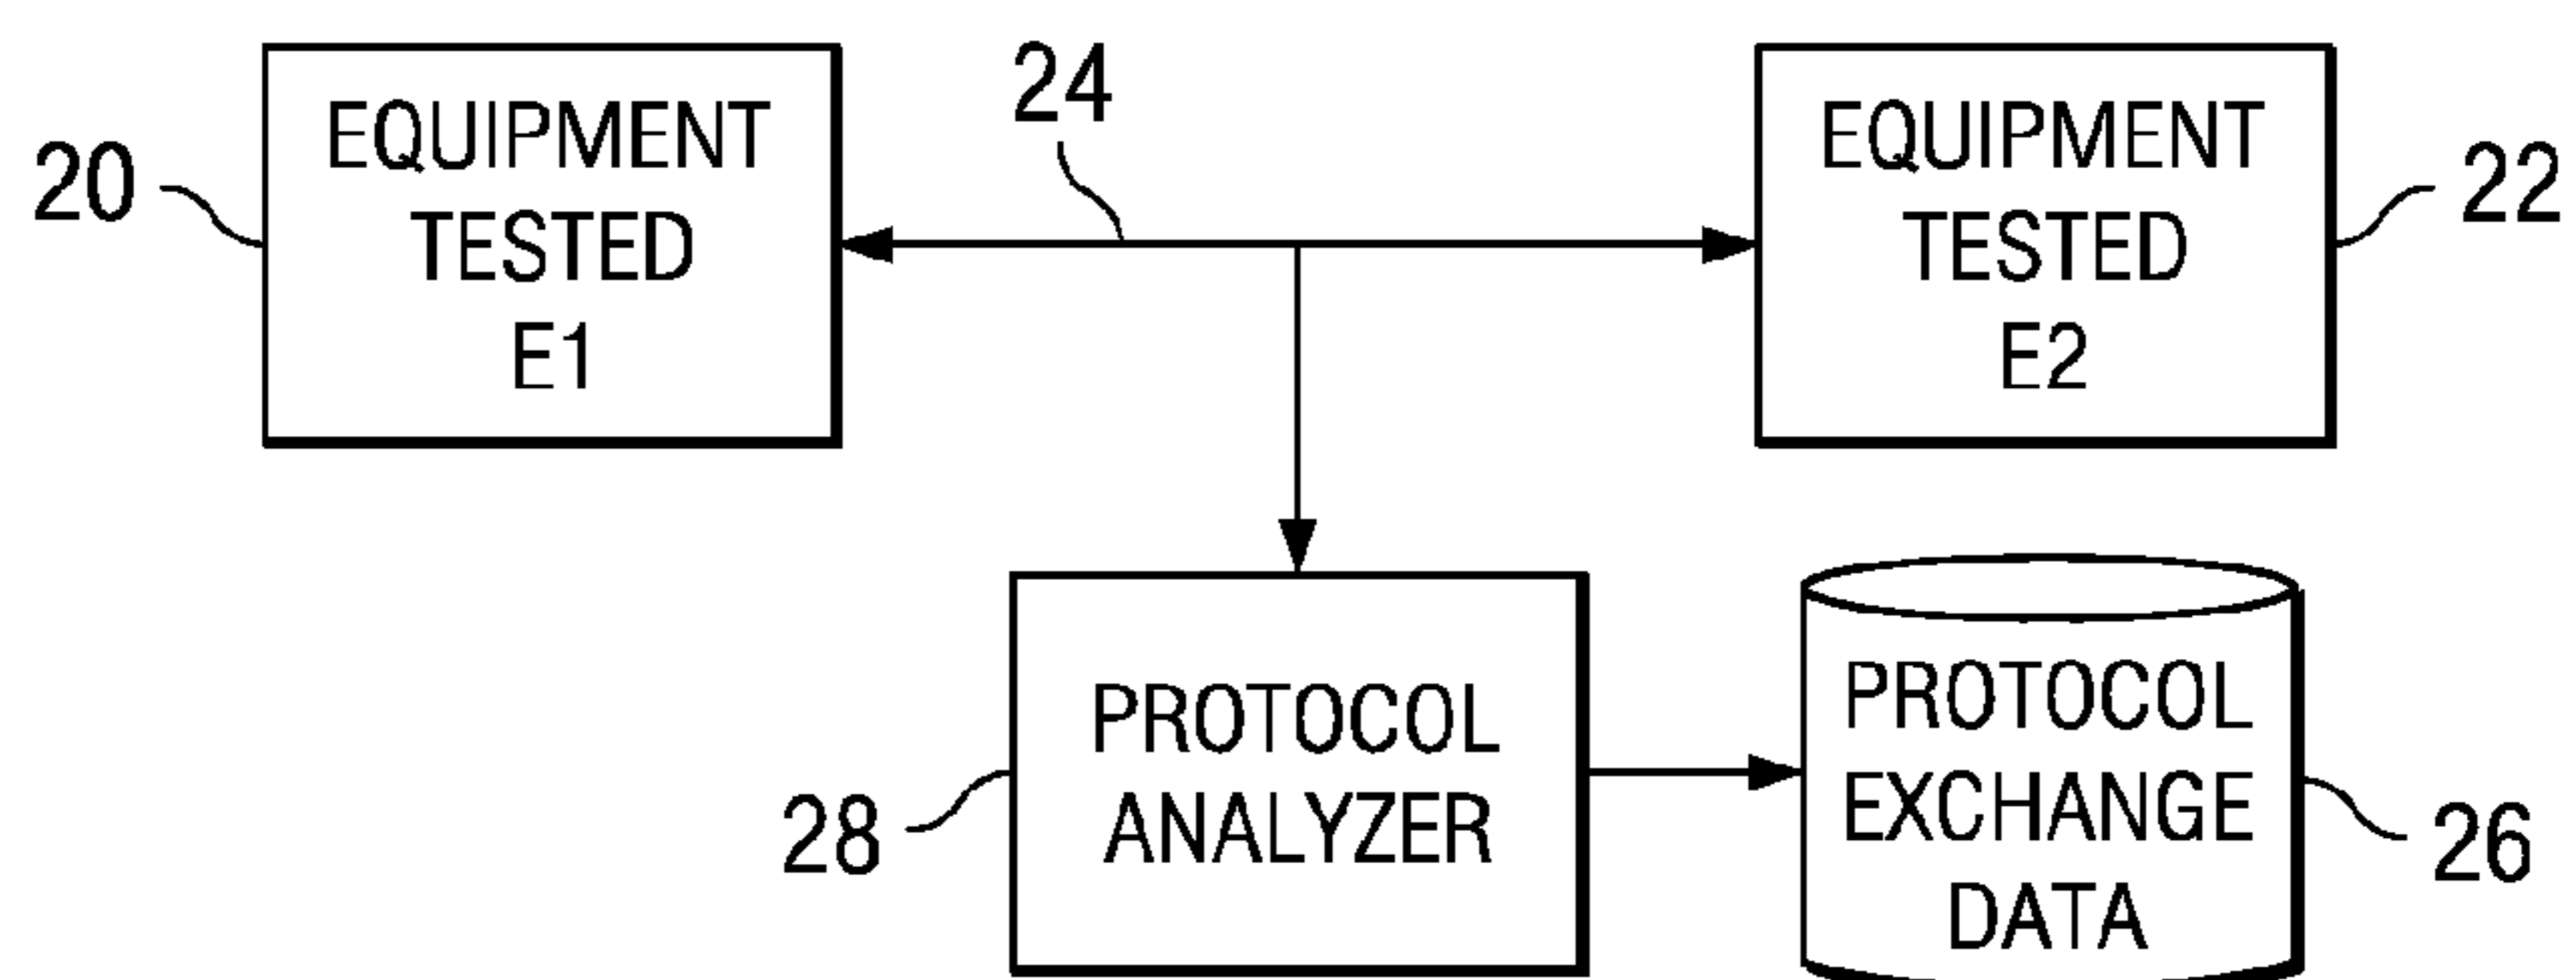 20
EQUIPMENT
TESTED
E1
24
EQUIPMENT
TESTED
E2
22
28
PROTOCOL
ANALYZER
PROTOCOL
EXCHANGE
DATA
26